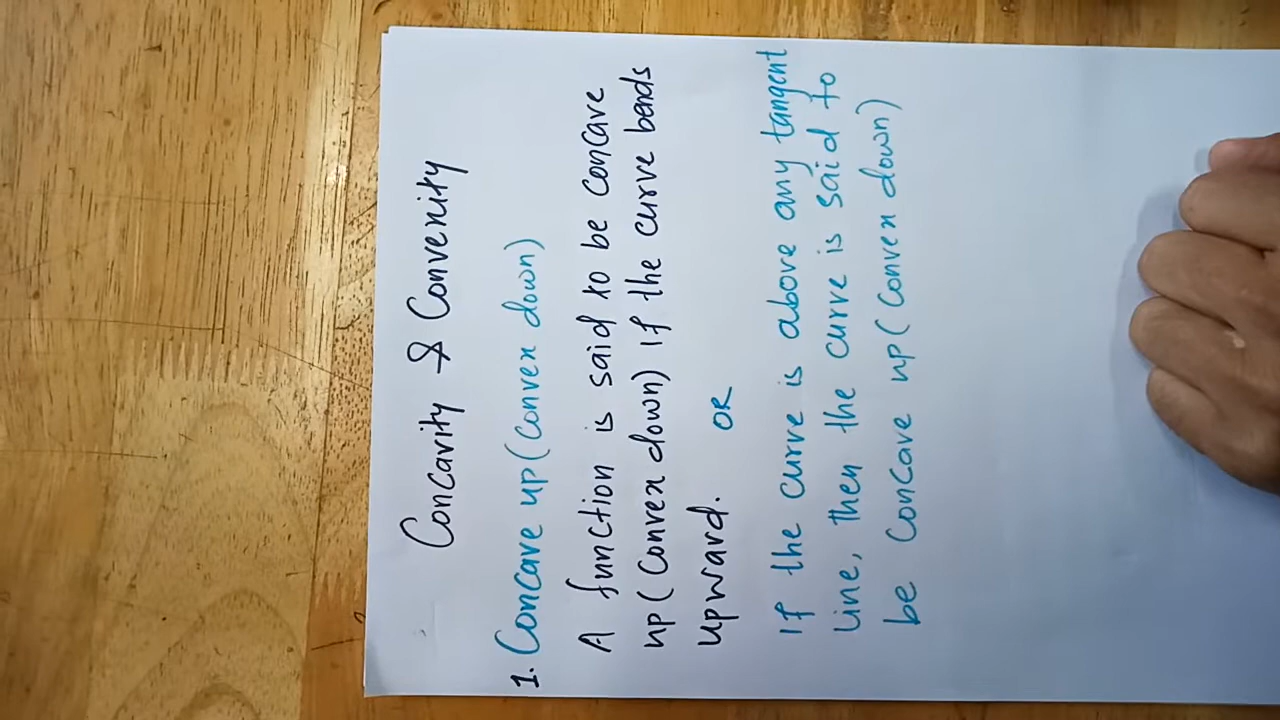 Concavity & Convexity
1. Concave up (Convex down)
A function is said to be concave
up (Convex down) if the curve bends
upward.
OR
If the curve is above any tangent
line, then the curve is said to
be Concave up (Convex down)